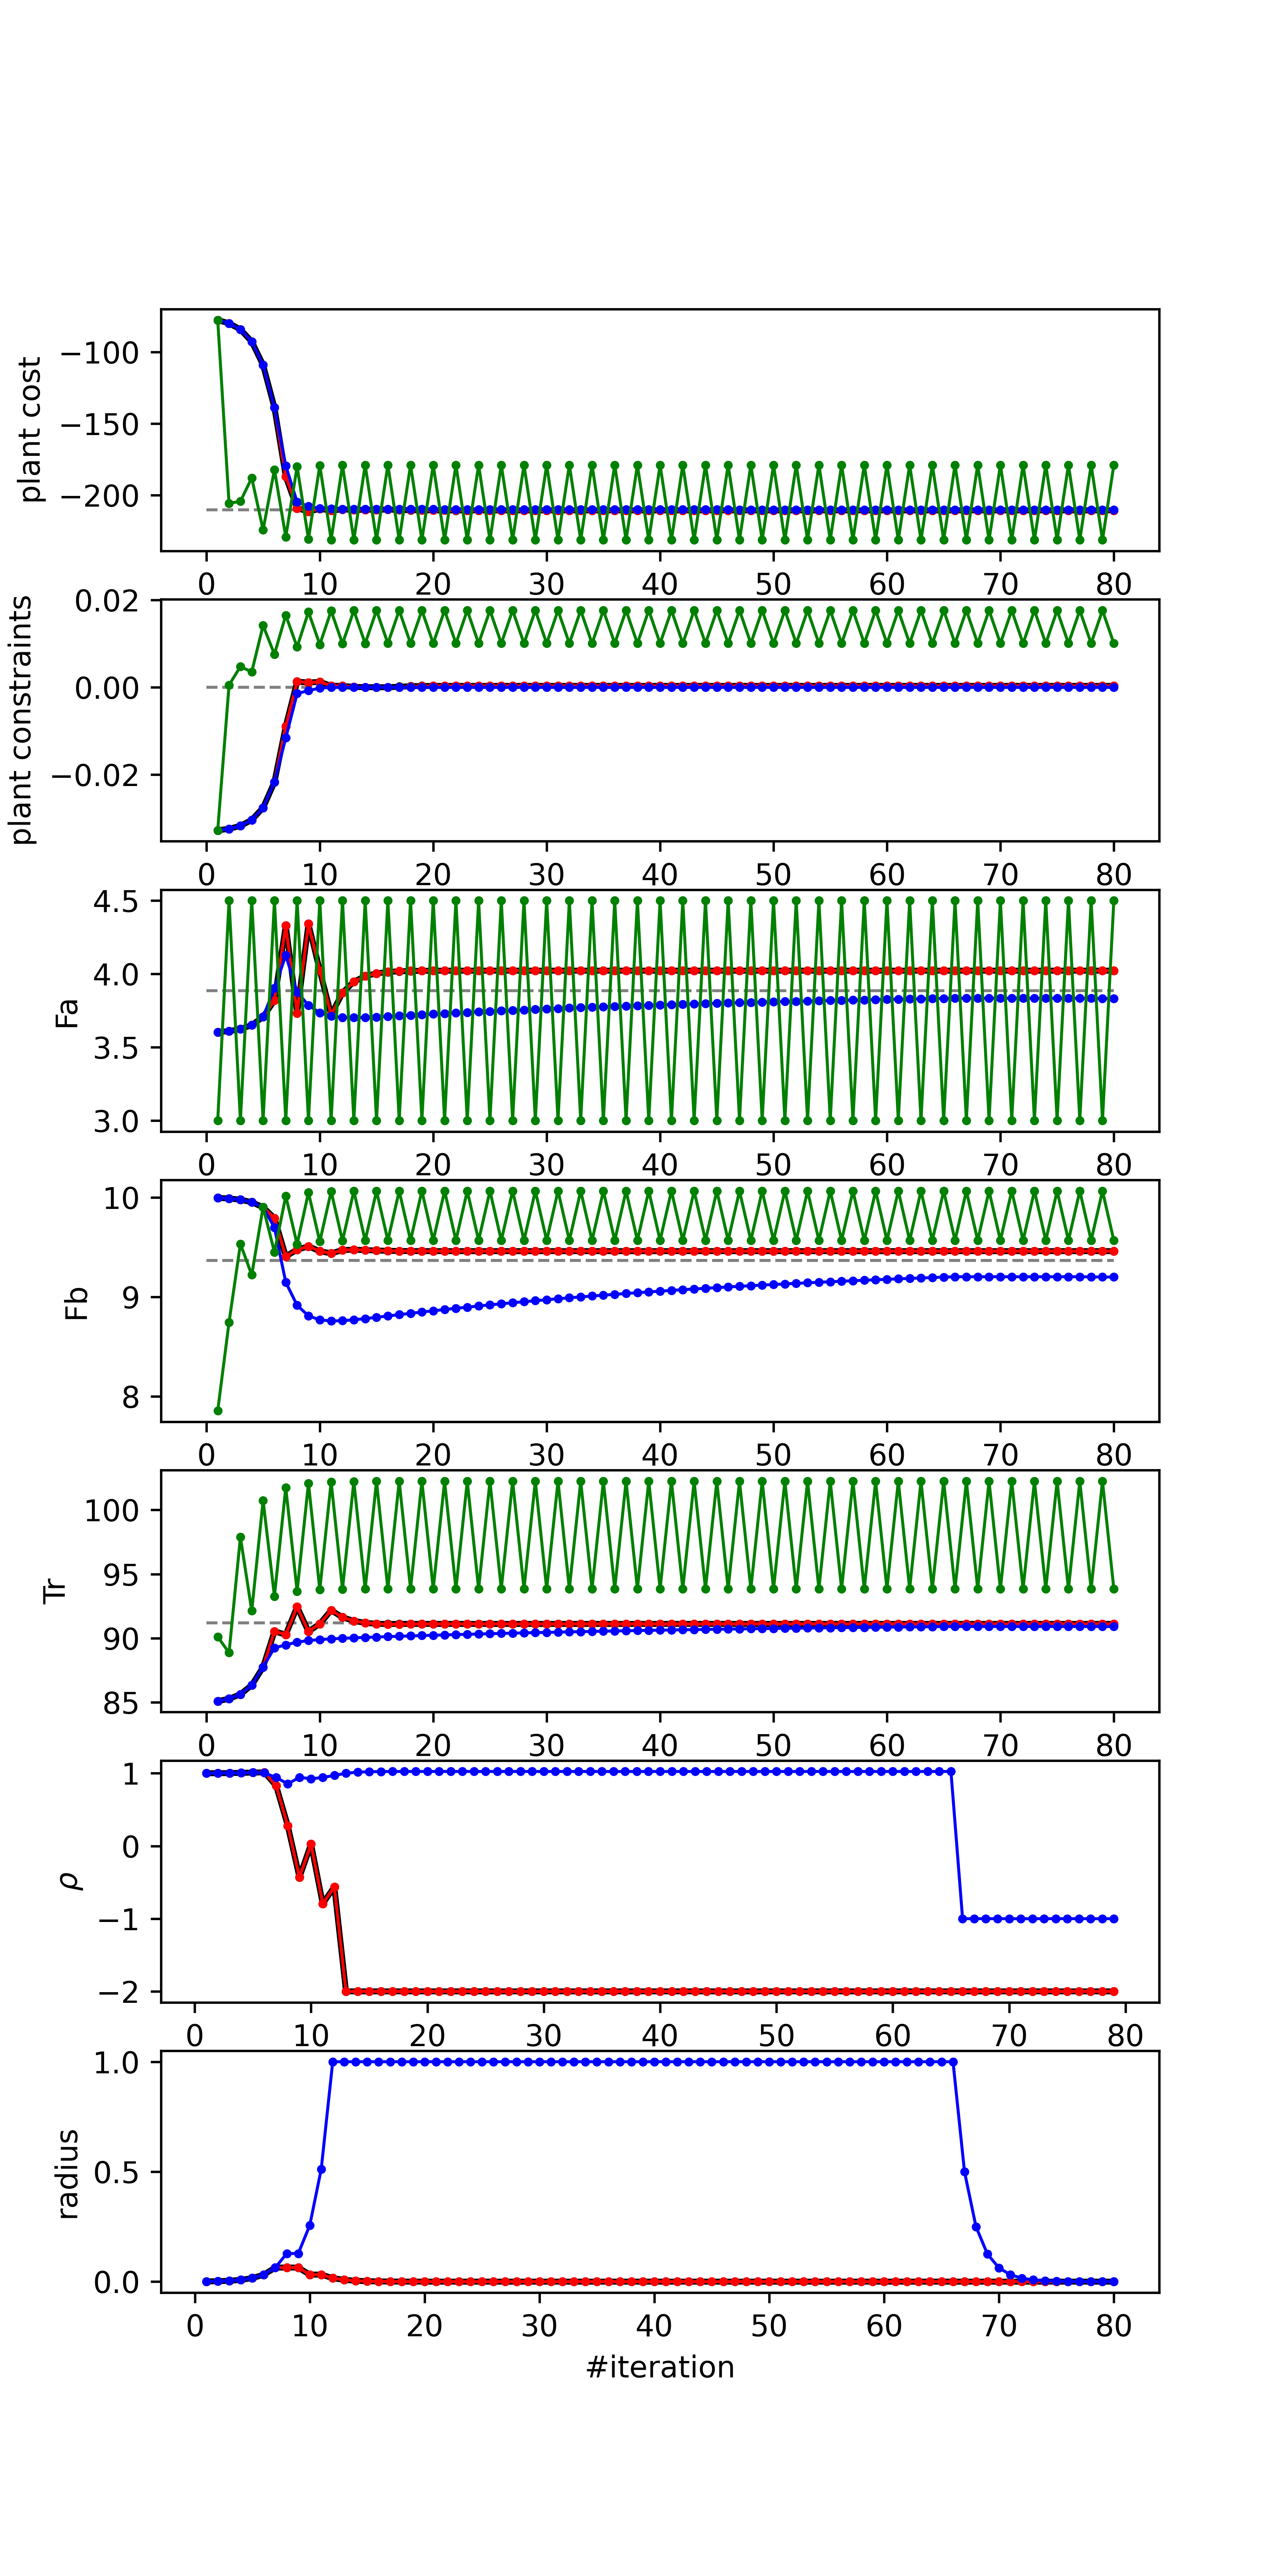 plant cost
−100
−150
−200
0 10 20 30 40 50 60 70 80
plant constraints
0.02
0.00
−0.02
0 10 20 30 40 50 60 70 80
Fa
4.5
4.0
3.5
3.0
0 10 20 30 40 50 60 70 80
Fb
10
9
8
0 10 20 30 40 50 60 70 80
Tr
100
95
90
85
0 10 20 30 40 50 60 70 80
ρ
1
0
−1
−2
0 10 20 30 40 50 60 70 80
radius
1.0
0.5
0.0
0 10 20 30 40 50 60 70 80
#iteration